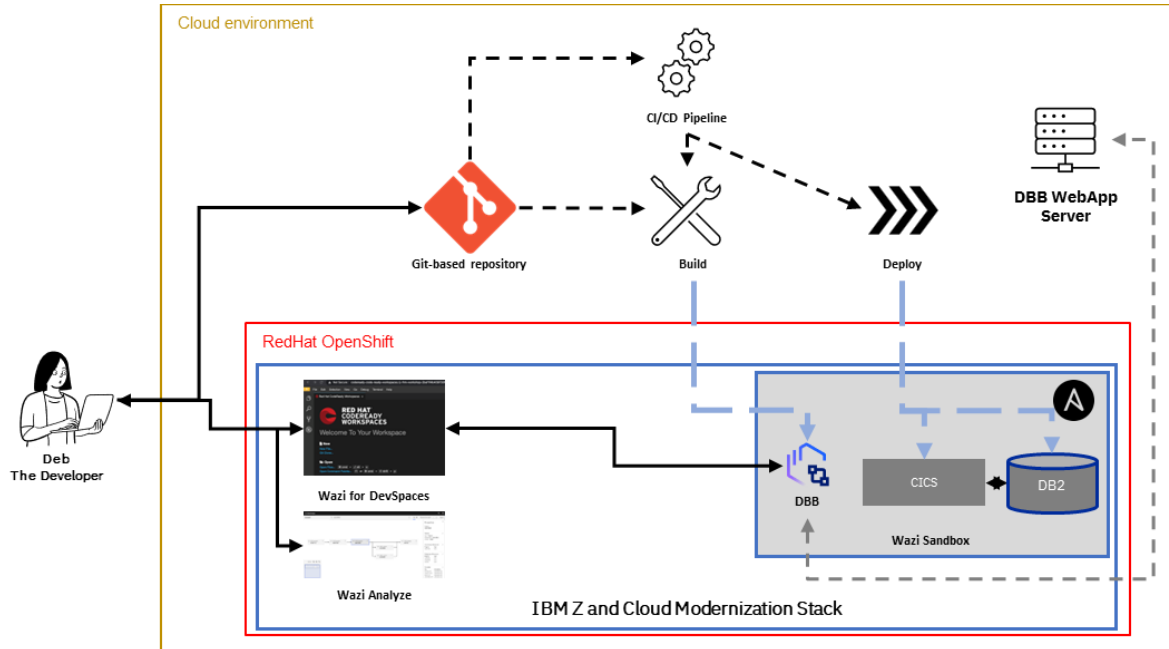 Cloud environment
CI/CD Pipeline
DBB WebApp
Server
Git-based repository
Build
Deploy
RedHat OpenShift
RED HAT
CODEREADY
WORKSPACES
Welcome To Your Workspace
Deb
The Developer
Wazi for DevSpaces
DBB
CICS
DB2
Wazi Sandbox
Wazi Analyze
IBM Z and Cloud Modernization Stack